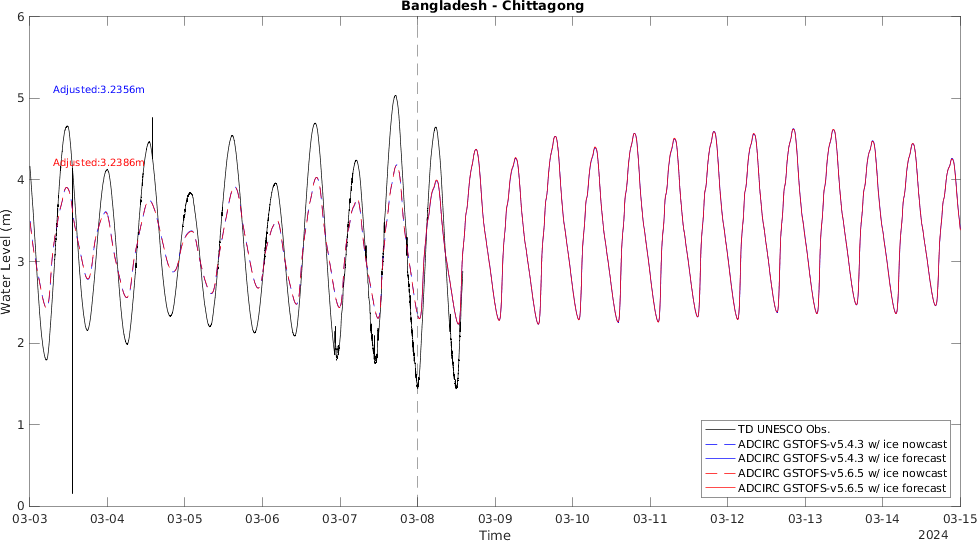 Bangladesh - Chittagong
6
5
4
3
2
1
0
Water Level (m)
Adjusted:3.2356m
Adjusted:3.2386m
TD UNESCO Obs.
ADCIRC GSTOFS-v5.4.3 w/ ice nowcast
ADCIRC GSTOFS-v5.4.3 w/ ice forecast
ADCIRC GSTOFS-v5.6.5 w/ ice nowcast
ADCIRC GSTOFS-v5.6.5 w/ ice forecast
03-03 03-04 03-05 03-06 03-07 03-08 03-09 03-10 03-11 03-12 03-13 03-14 03-15
Time
2024